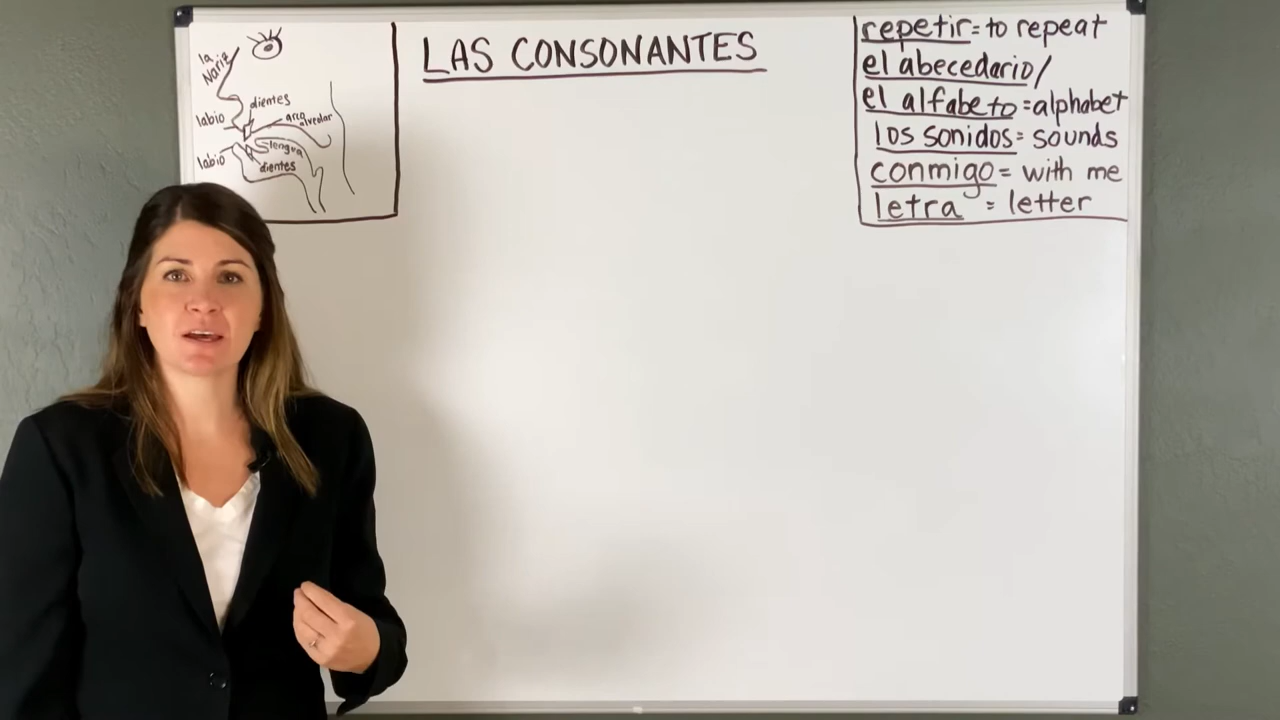 la
Nariz
dientes
labio
arco
alveolar
lengua
labio
dientes
LAS CONSONANTES
repetir = to repeat
el abecedario/
el alfabeto = alphabet
los sonidos = sounds
conmigo = with me
letra = letter